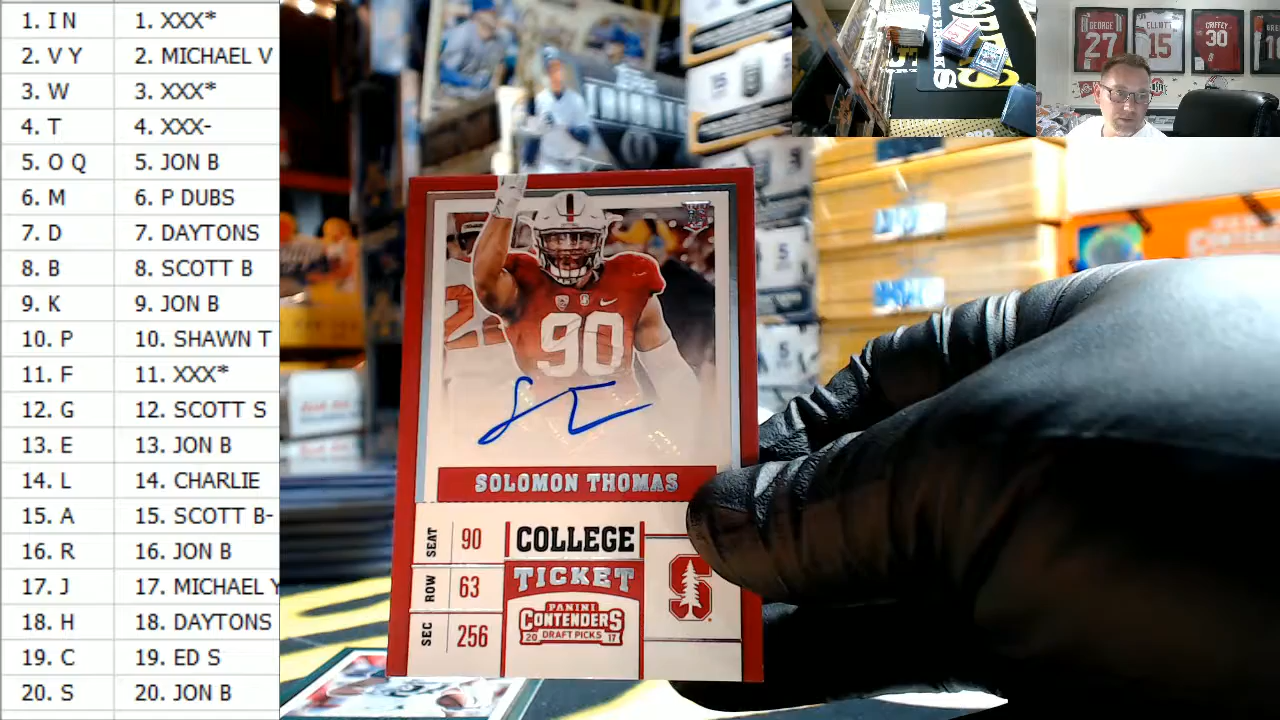 1. I N 1. XXX*
2. V Y 2. MICHAEL V
3. W 3. XXX*
4. T 4. XXX-
5. O Q 5. JON B
6. M 6. P DUBS
7. D 7. DAYTONS
8. B 8. SCOTT B
9. K 9. JON B
10. P 10. SHAWN T
11. F 11. XXX*
12. G 12. SCOTT S
13. E 13. JON B
14. L 14. CHARLIE
15. A 15. SCOTT B-
16. R 16. JON B
17. J 17. MICHAEL Y
18. H 18. DAYTONS
19. C 19. ED S
20. S 20. JON B
GEORGE
27
ELLIOTT
15
GRIFFEY
30
90
SOLOMON THOMAS
SEAT 90
ROW 63
SEC 256
COLLEGE
TICKET
PANINI
CONTENDERS
20 DRAFT PICKS 17
S